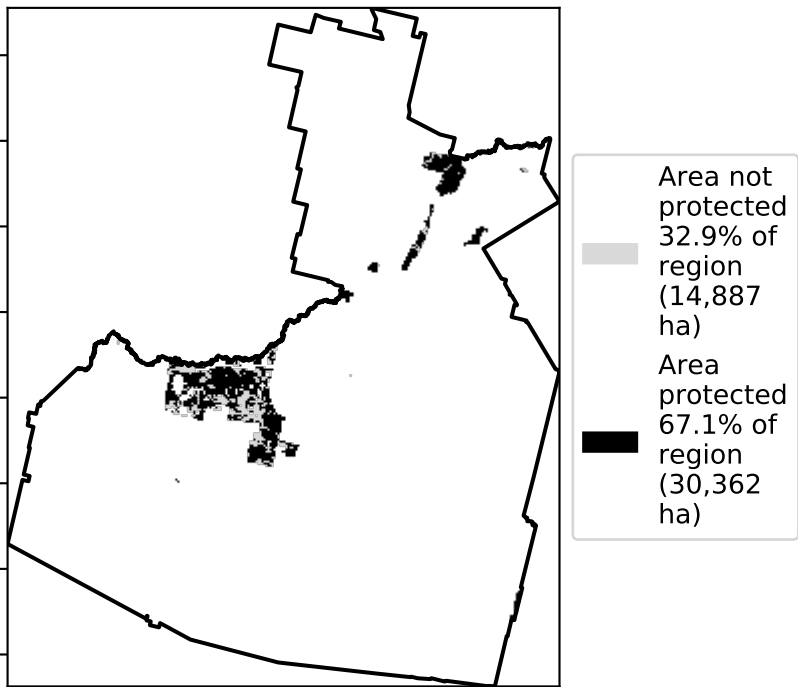 Area not
protected
32.9% of
region
(14,887
ha)
Area
protected
67.1% of
region
(30,362
ha)